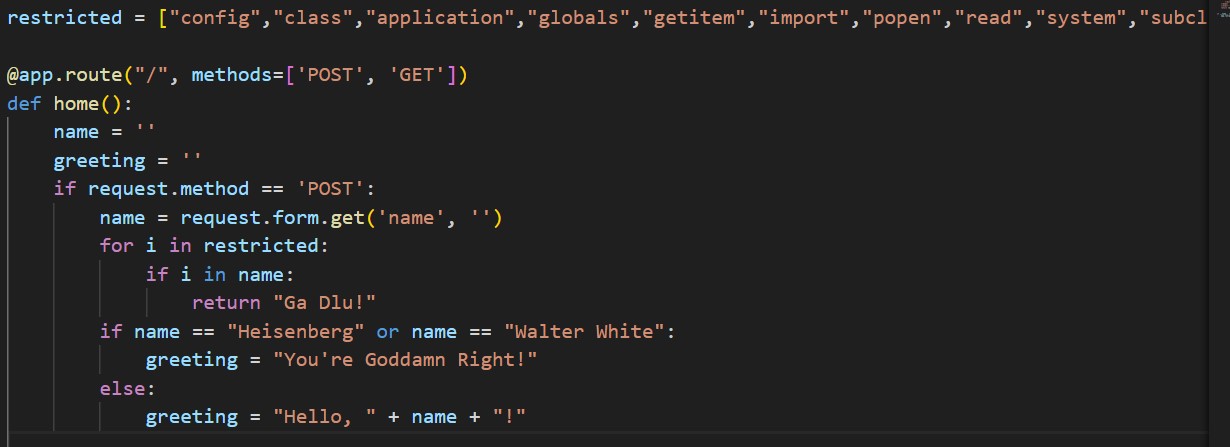 restricted = ["config","class","application","globals","getitem","import","popen","read","system","subcl
@app.route("/", methods=['POST', 'GET'])
def home():
    name = ''
    greeting = ''
    if request.method == 'POST':
        name = request.form.get('name', '')
        for i in restricted:
            if i in name:
                return "Ga Dlu!"
        if name == "Heisenberg" or name == "Walter White":
            greeting = "You're Goddamn Right!"
        else:
            greeting = "Hello, " + name + "!"